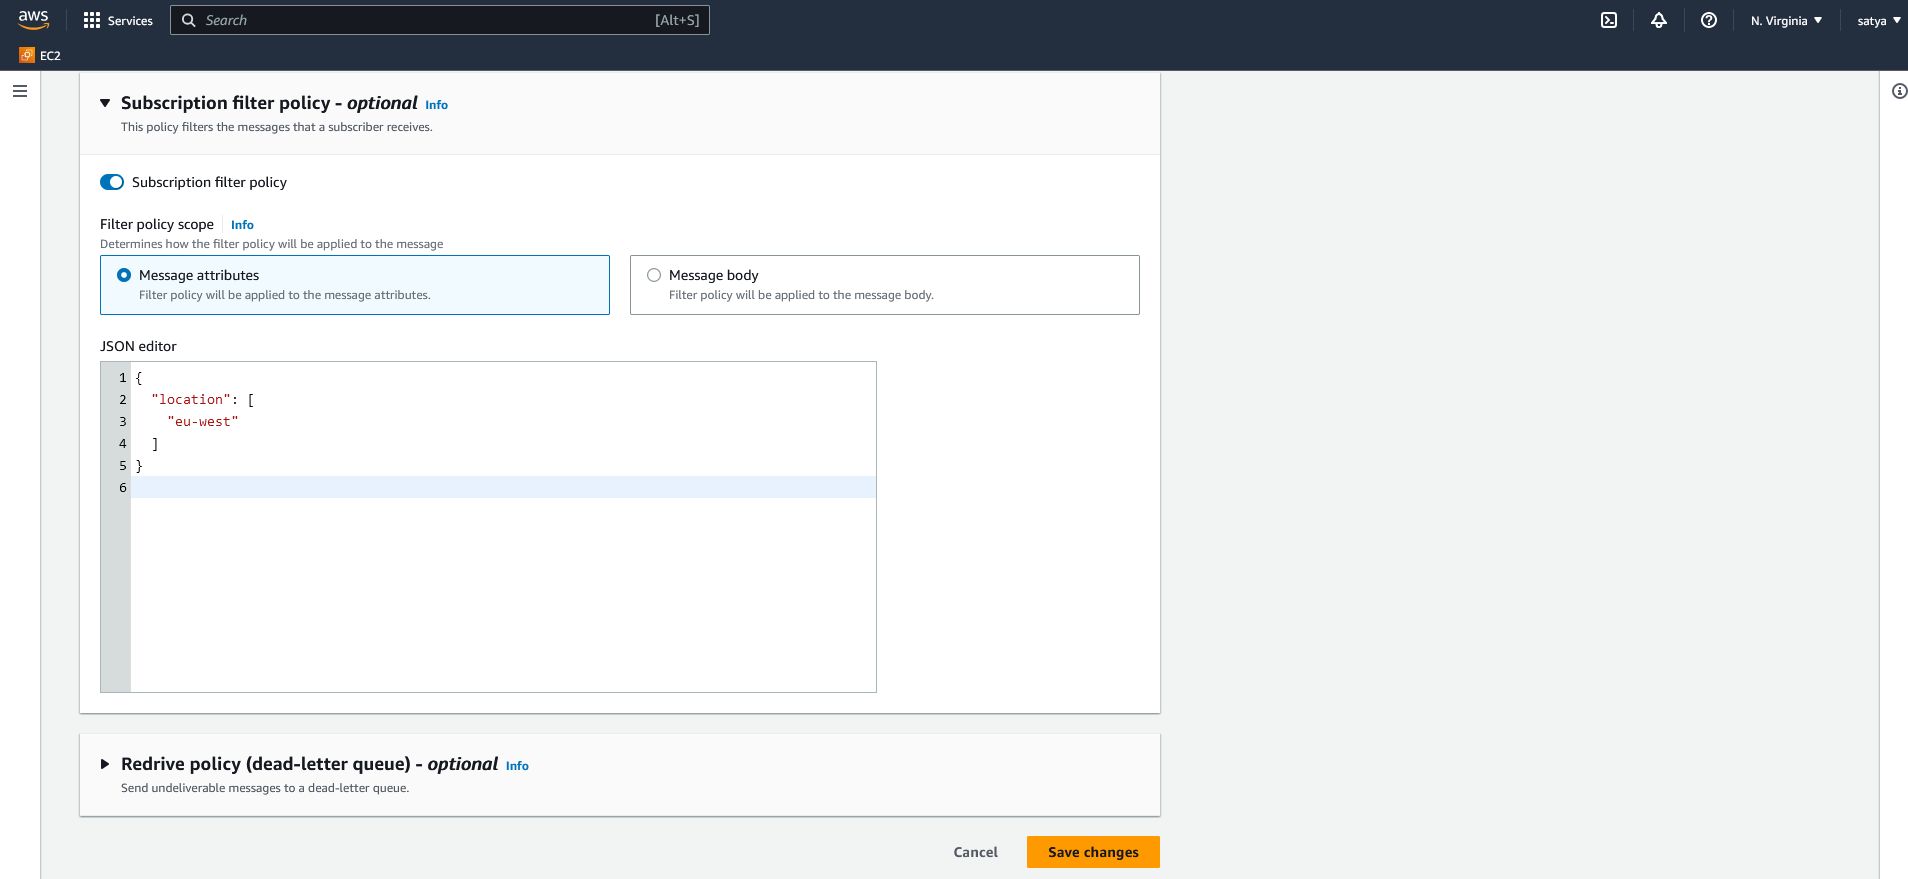 aws
Services
Search
[Alt+S]
N. Virginia
satya
EC2
Subscription filter policy - optional Info
This policy filters the messages that a subscriber receives.
Subscription filter policy
Filter policy scope Info
Determines how the filter policy will be applied to the message
Message attributes
Filter policy will be applied to the message attributes.
Message body
Filter policy will be applied to the message body.
JSON editor
1 {
2 "location": [
3 "eu-west"
4 ]
5 }
6
Redrive policy (dead-letter queue) - optional Info
Send undeliverable messages to a dead-letter queue.
Cancel
Save changes